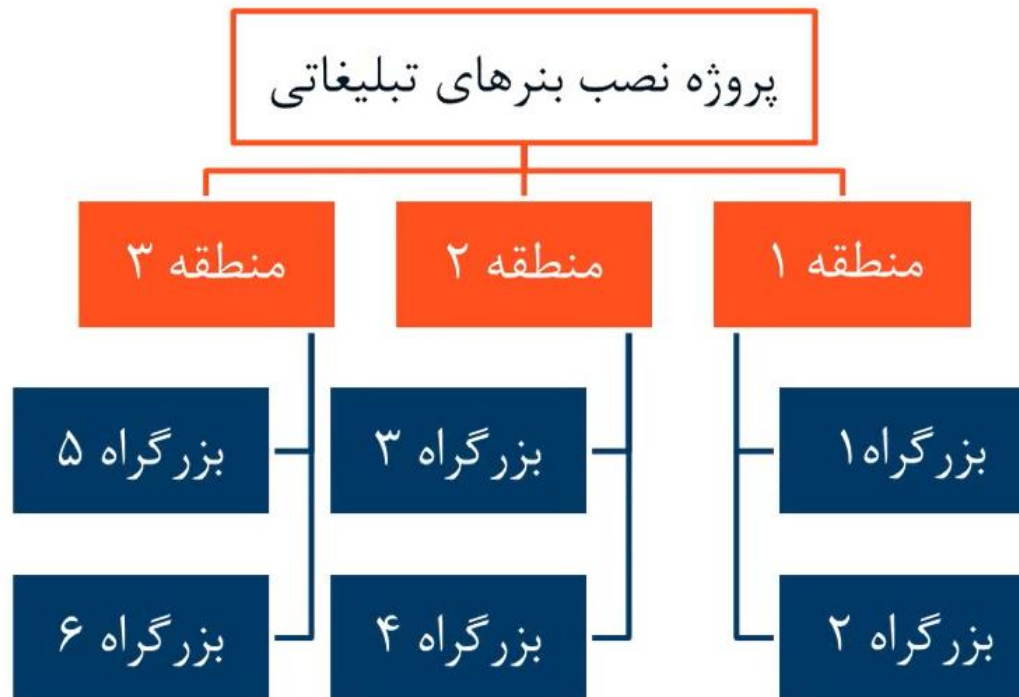 پروژه نصب بنرهای تبلیغاتی
منطقه ۱
منطقه ۲
منطقه ۳
بزرگراه۱
بزرگراه ۳
بزرگراه ۵
بزرگراه ۲
بزرگراه ۴
بزرگراه ۶